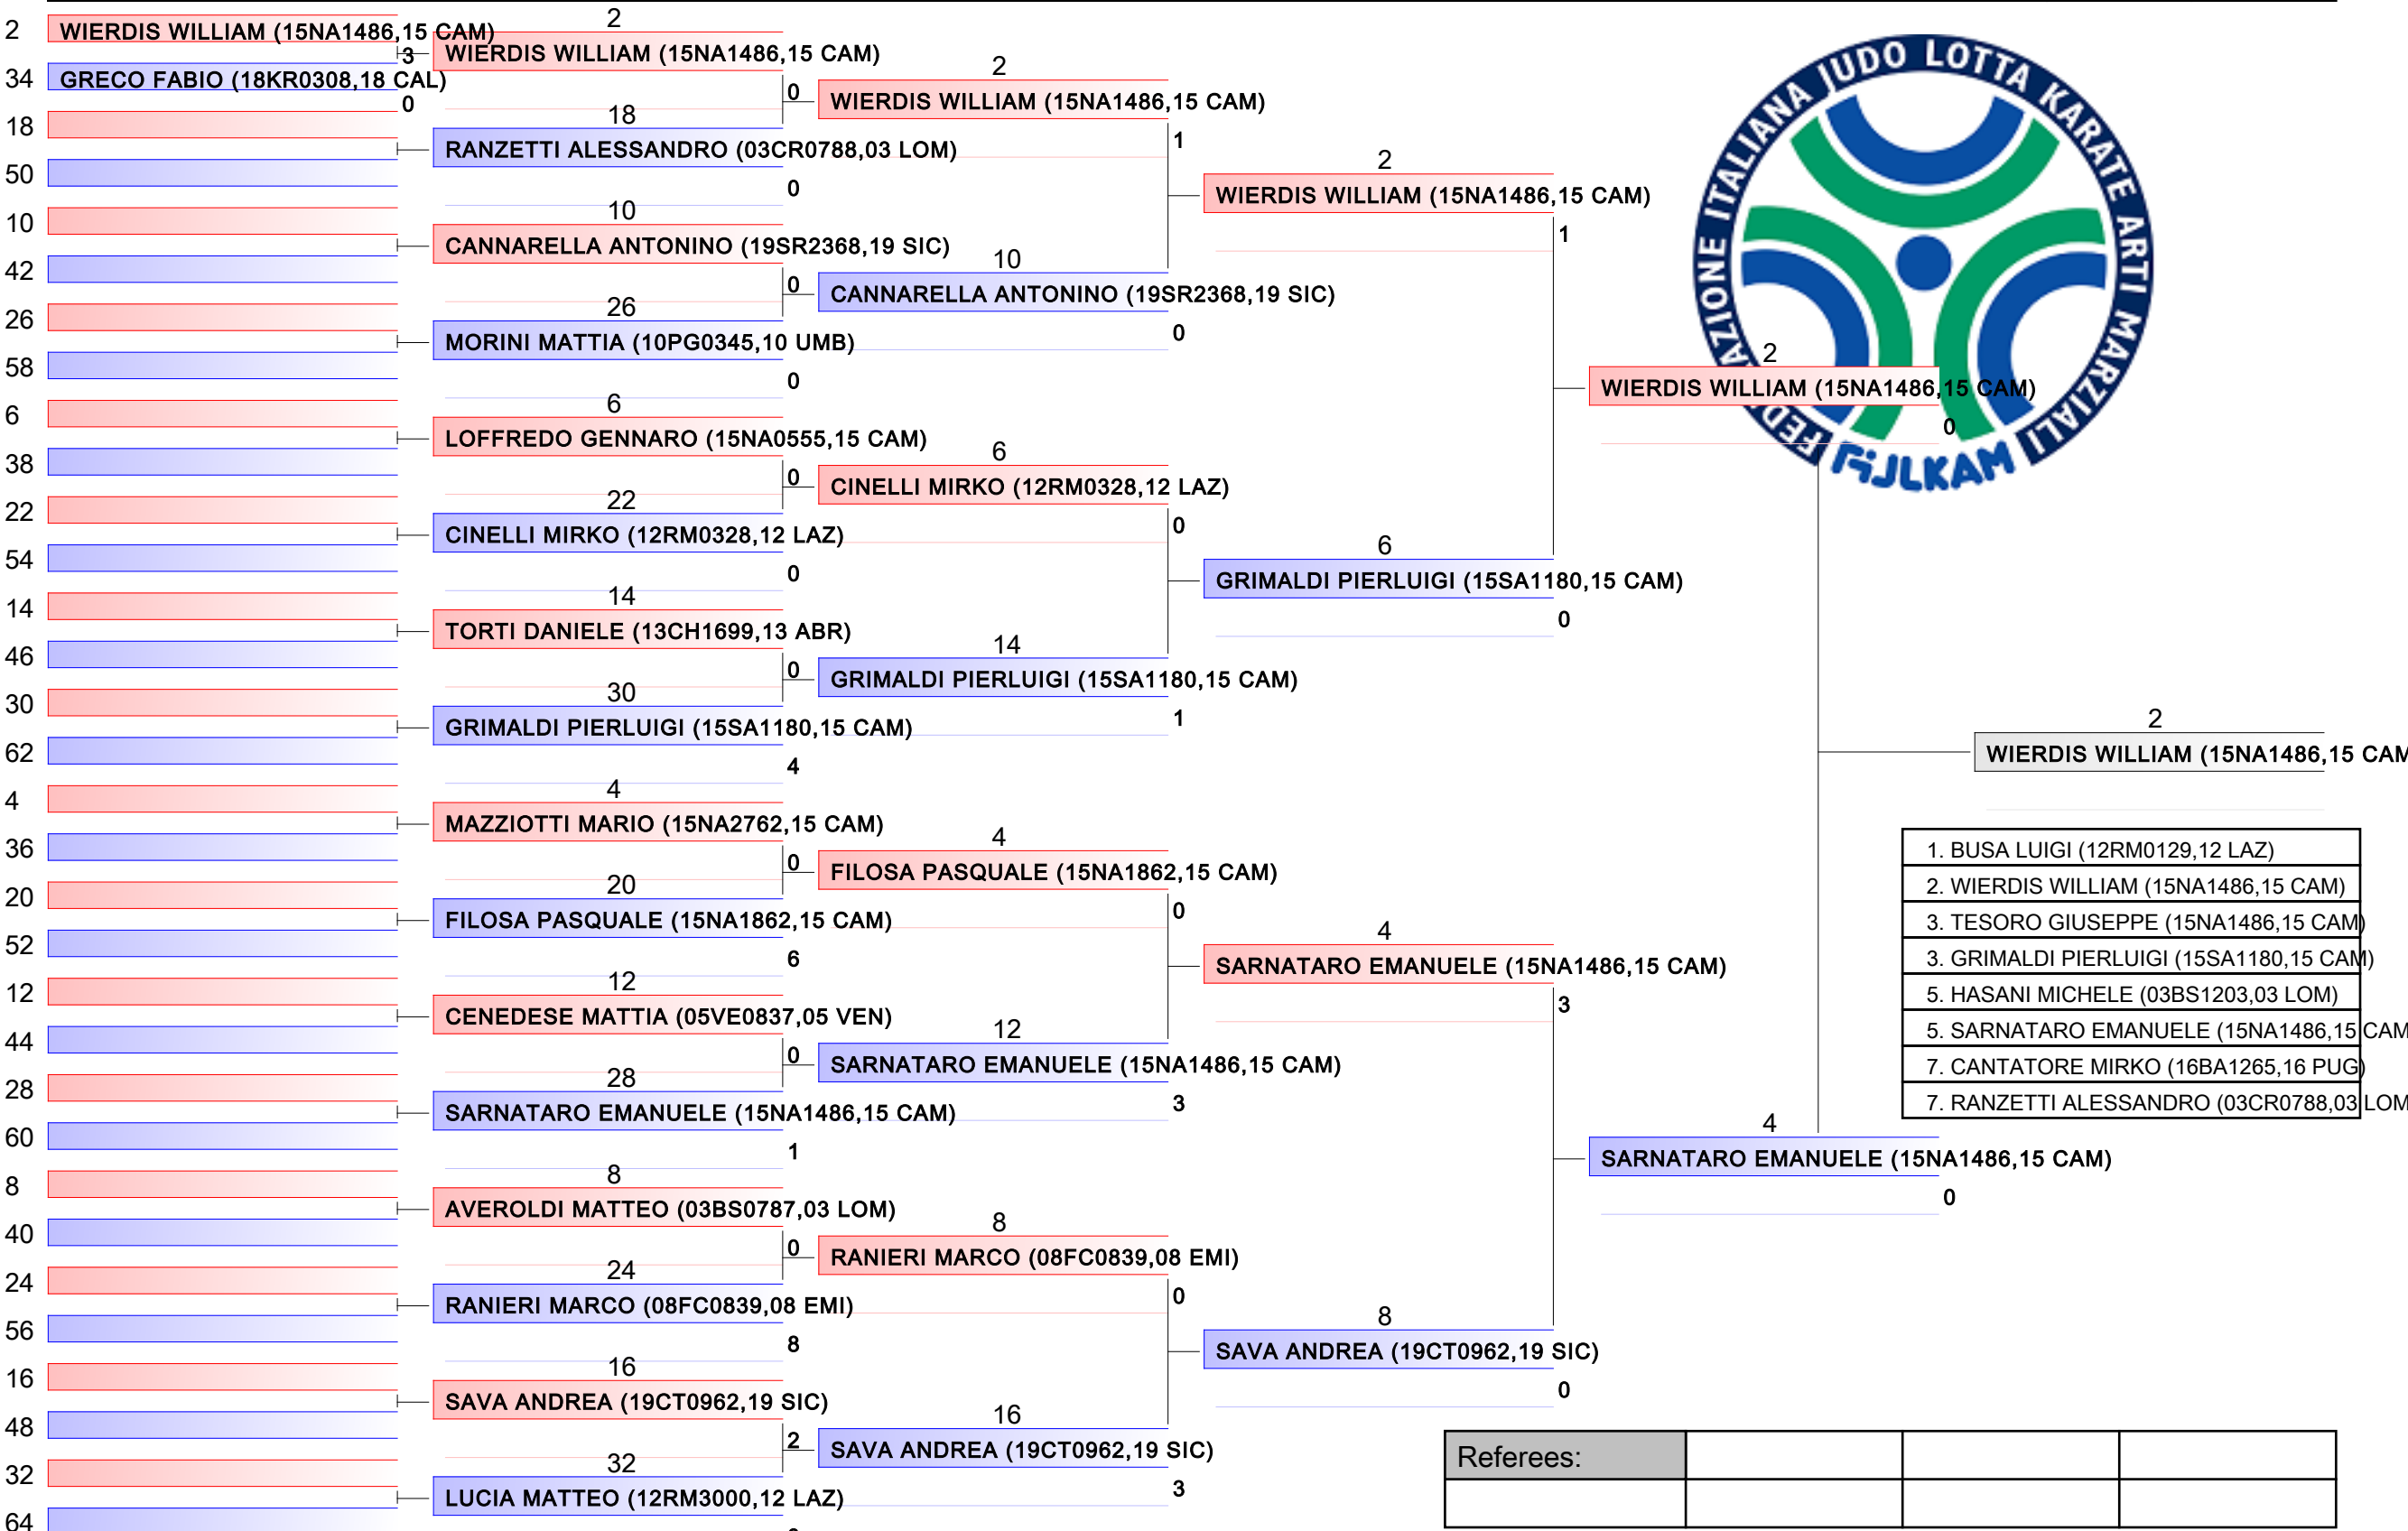 2
WIERDIS WILLIAM (15NA1486,15 CAM)
3
34
GRECO FABIO (18KR0308,18 CAL)
0
18
50
10
42
26
58
6
38
22
54
14
46
30
62
4
36
20
52
12
44
28
60
8
40
24
56
16
48
32
64
2
WIERDIS WILLIAM (15NA1486,15 CAM)
0
18
RANZETTI ALESSANDRO (03CR0788,03 LOM)
0
10
CANNARELLA ANTONINO (19SR2368,19 SIC)
0
26
MORINI MATTIA (10PG0345,10 UMB)
0
6
LOFFREDO GENNARO (15NA0555,15 CAM)
0
22
CINELLI MIRKO (12RM0328,12 LAZ)
0
14
TORTI DANIELE (13CH1699,13 ABR)
0
30
GRIMALDI PIERLUIGI (15SA1180,15 CAM)
4
4
MAZZIOTTI MARIO (15NA2762,15 CAM)
0
20
FILOSA PASQUALE (15NA1862,15 CAM)
6
12
CENEDESE MATTIA (05VE0837,05 VEN)
0
28
SARNATARO EMANUELE (15NA1486,15 CAM)
1
8
AVEROLDI MATTEO (03BS0787,03 LOM)
0
24
RANIERI MARCO (08FC0839,08 EMI)
8
16
SAVA ANDREA (19CT0962,19 SIC)
2
32
LUCIA MATTEO (12RM3000,12 LAZ)
2
WIERDIS WILLIAM (15NA1486,15 CAM)
1
10
CANNARELLA ANTONINO (19SR2368,19 SIC)
0
6
CINELLI MIRKO (12RM0328,12 LAZ)
0
14
GRIMALDI PIERLUIGI (15SA1180,15 CAM)
1
4
FILOSA PASQUALE (15NA1862,15 CAM)
0
12
SARNATARO EMANUELE (15NA1486,15 CAM)
3
8
RANIERI MARCO (08FC0839,08 EMI)
0
16
SAVA ANDREA (19CT0962,19 SIC)
3
2
WIERDIS WILLIAM (15NA1486,15 CAM)
1
6
GRIMALDI PIERLUIGI (15SA1180,15 CAM)
0
4
SARNATARO EMANUELE (15NA1486,15 CAM)
3
8
SAVA ANDREA (19CT0962,19 SIC)
0
2
WIERDIS WILLIAM (15NA1486,15 CAM)
0
4
SARNATARO EMANUELE (15NA1486,15 CAM)
0
2
WIERDIS WILLIAM (15NA1486,15 CAM
FEDERAZIONE ITALIANA JUDO LOTTA KARATE ARTI MARZIALI
FIJLKAM
1. BUSA LUIGI (12RM0129,12 LAZ)
2. WIERDIS WILLIAM (15NA1486,15 CAM)
3. TESORO GIUSEPPE (15NA1486,15 CAM)
3. GRIMALDI PIERLUIGI (15SA1180,15 CAM)
5. HASANI MICHELE (03BS1203,03 LOM)
5. SARNATARO EMANUELE (15NA1486,15 CAM
7. CANTATORE MIRKO (16BA1265,16 PUG)
7. RANZETTI ALESSANDRO (03CR0788,03 LOM
Referees: